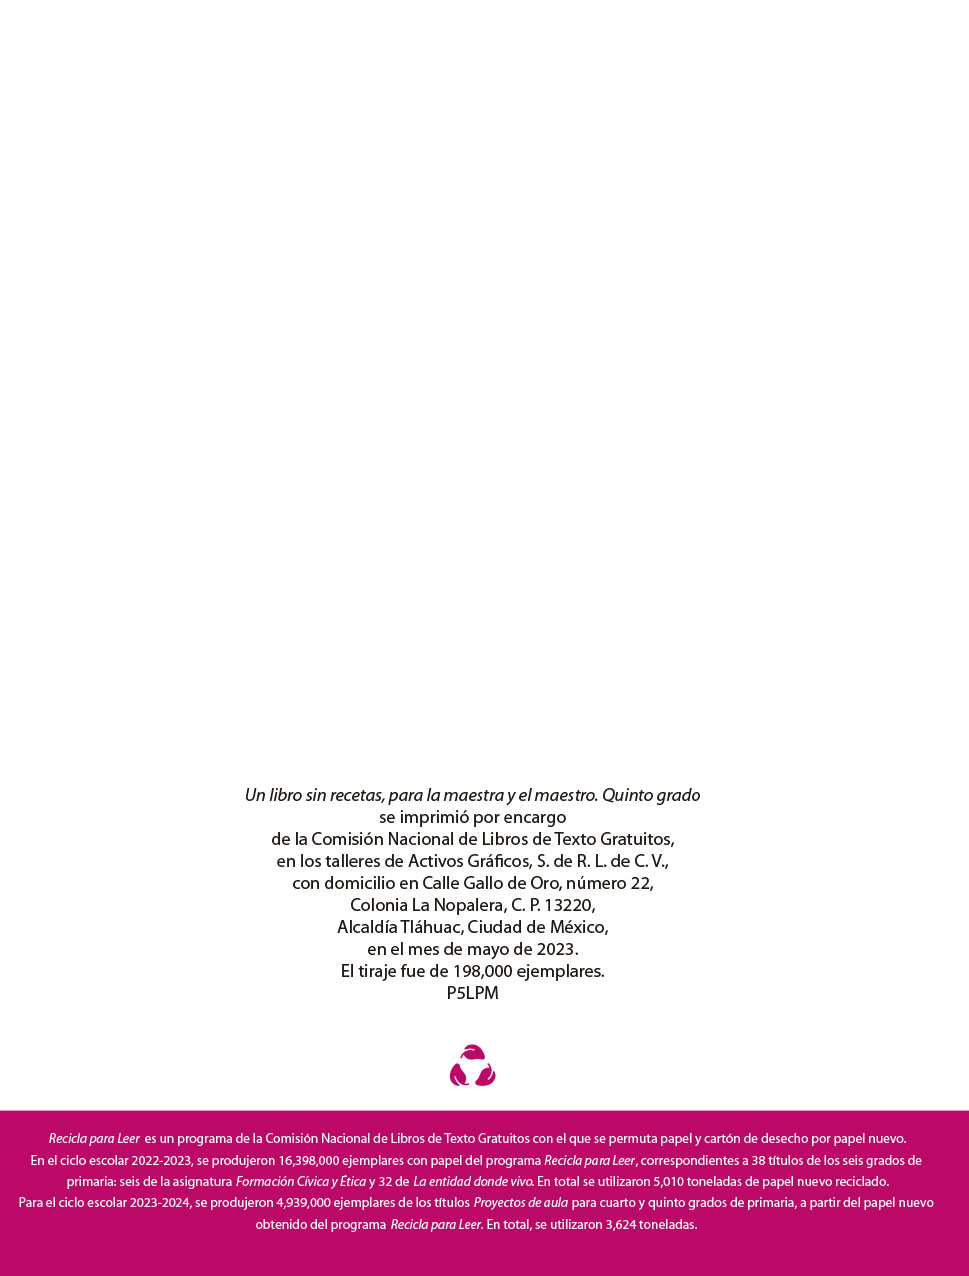 Un libro sin recetas, para la maestra y el maestro. Quinto grado
se imprimió por encargo
de la Comisión Nacional de Libros de Texto Gratuitos,
en los talleres de Activos Gráficos, S. de R. L. de C. V.,
con domicilio en Calle Gallo de Oro, número 22,
Colonia La Nopalera, C. P. 13220,
Alcaldía Tláhuac, Ciudad de México,
en el mes de mayo de 2023.
El tiraje fue de 198,000 ejemplares.
P5LPM
Recicla para Leer es un programa de la Comisión Nacional de Libros de Texto Gratuitos con el que se permuta papel y cartón de desecho por papel nuevo.
En el ciclo escolar 2022-2023, se produjeron 16,398,000 ejemplares con papel del programa Recicla para Leer, correspondientes a 38 títulos de los seis grados de
primaria: seis de la asignatura Formación Cívica y Ética y 32 de La entidad donde vivo. En total se utilizaron 5,010 toneladas de papel nuevo reciclado.
Para el ciclo escolar 2023-2024, se produjeron 4,939,000 ejemplares de los títulos Proyectos de aula para cuarto y quinto grados de primaria, a partir del papel nuevo
obtenido del programa Recicla para Leer. En total, se utilizaron 3,624 toneladas.